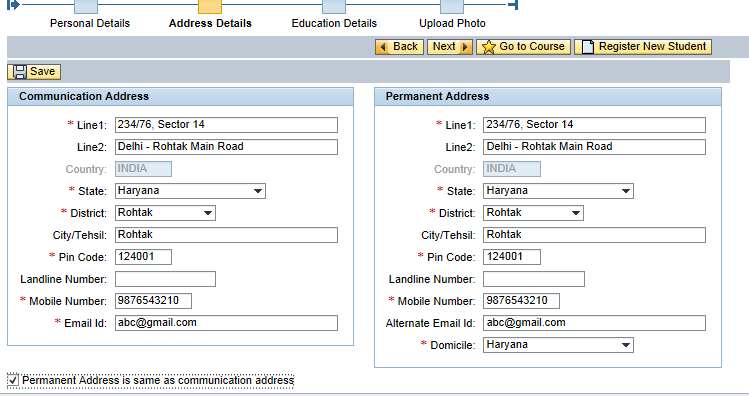 Personal Details Address Details Education Details Upload Photo
Back Next Go to Course Register New Student
Save
Communication Address
* Line1: 234/76, Sector 14
Line2: Delhi - Rohtak Main Road
Country: INDIA
* State: Haryana
* District: Rohtak
City/Tehsil: Rohtak
* Pin Code: 124001
Landline Number:
* Mobile Number: 9876543210
* Email Id: abc@gmail.com
Permanent Address
* Line1: 234/76, Sector 14
Line2: Delhi - Rohtak Main Road
Country: INDIA
* State: Haryana
* District: Rohtak
City/Tehsil: Rohtak
* Pin Code: 124001
Landline Number:
* Mobile Number: 9876543210
Alternate Email Id: abc@gmail.com
* Domicile: Haryana
Permanent Address is same as communication address